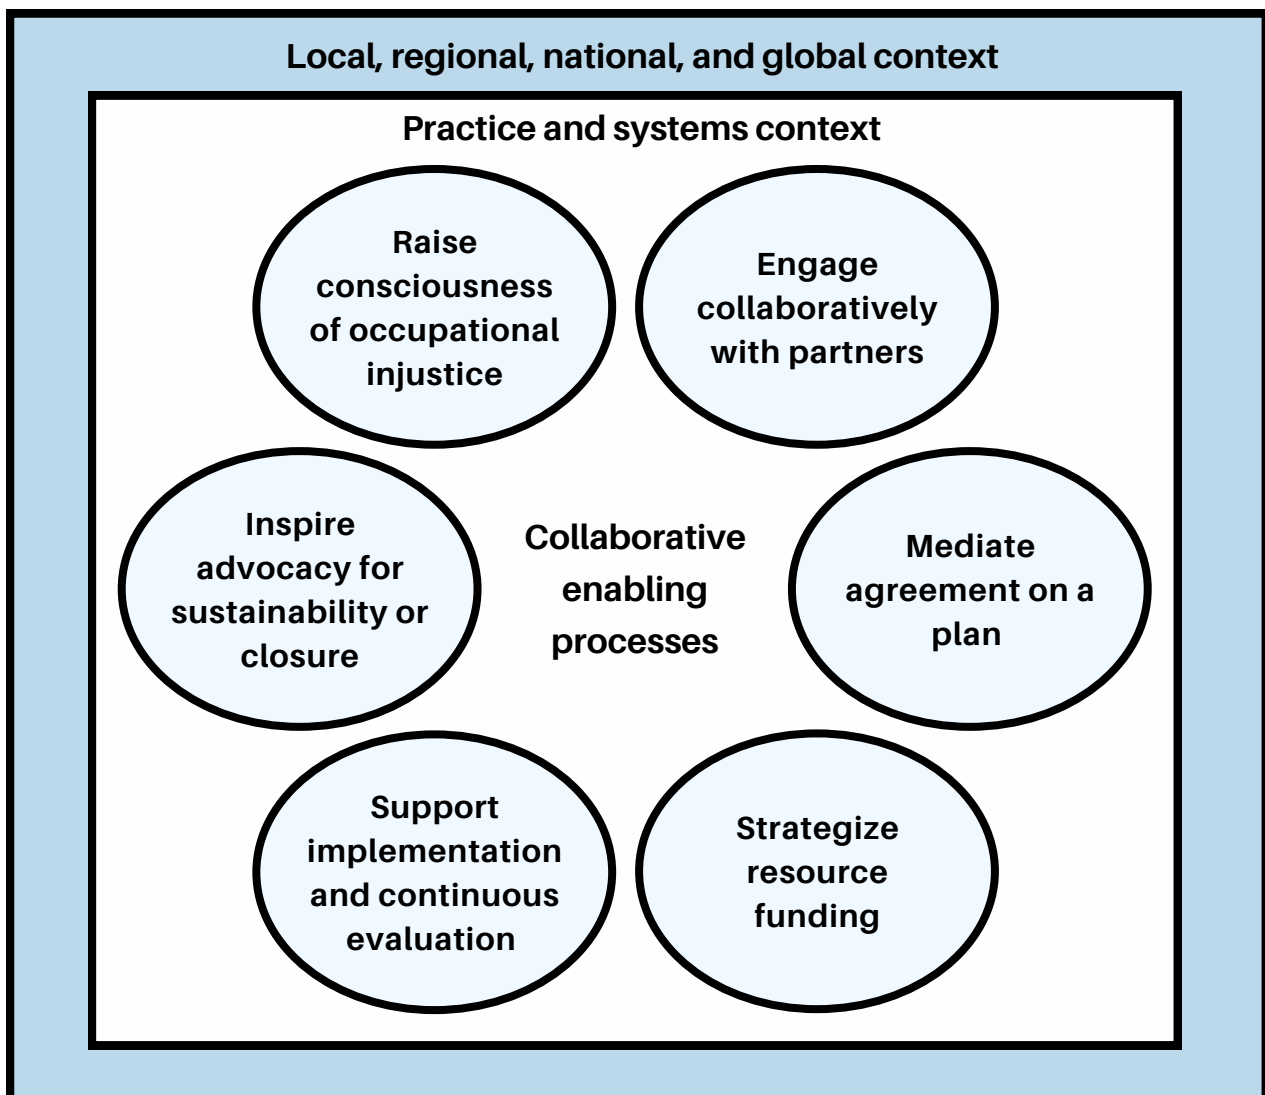 Local, regional, national, and global context
Practice and systems context
Raise
consciousness
of occupational
injustice
Engage
collaboratively
with partners
Inspire
advocacy for
sustainability or
closure
Collaborative
enabling
processes
Mediate
agreement on a
plan
Support
implementation
and continuous
evaluation
Strategize
resource
funding